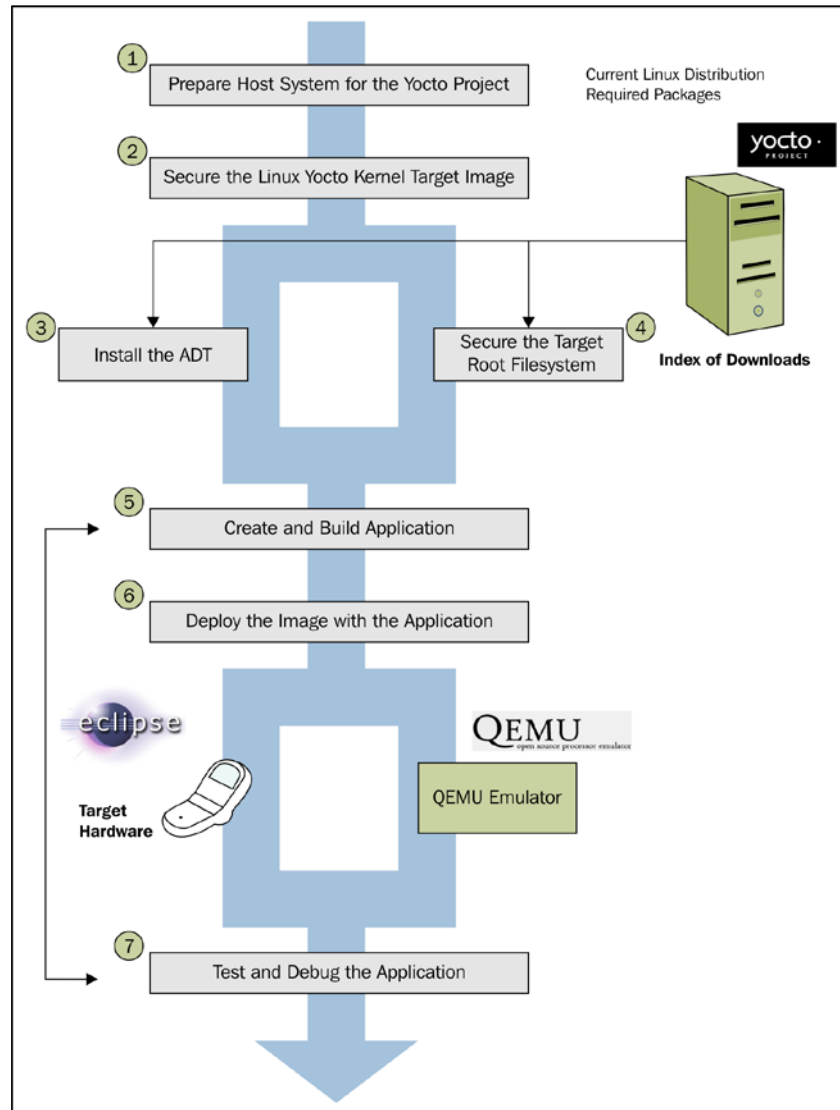 1
Prepare Host System for the Yocto Project
Current Linux Distribution
Required Packages
2
Secure the Linux Yocto Kernel Target Image
yocto ·
PROJECT
3
Install the ADT
Secure the Target
Root Filesystem
4
Index of Downloads
5
Create and Build Application
6
Deploy the Image with the Application
eclipse
QEMU
open source processor emulator
Target
Hardware
QEMU Emulator
7
Test and Debug the Application